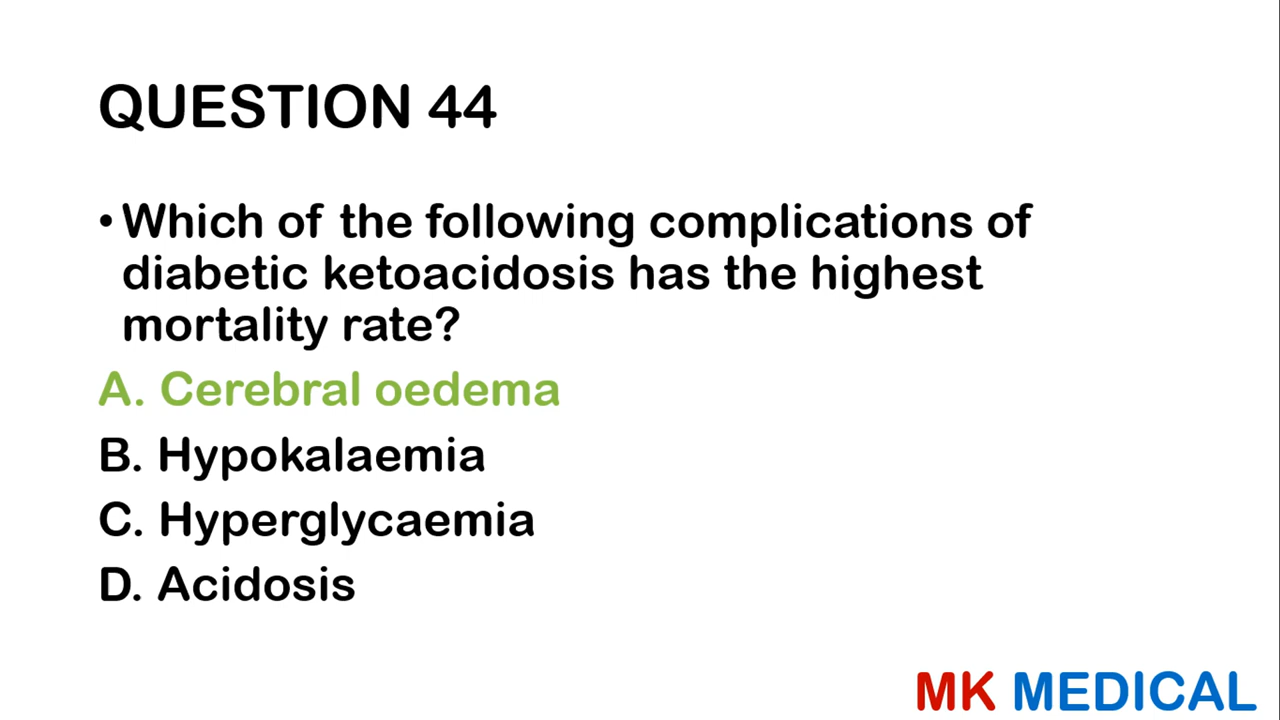 QUESTION 44
• Which of the following complications of
diabetic ketoacidosis has the highest
mortality rate?
A. Cerebral oedema
B. Hypokalaemia
C. Hyperglycaemia
D. Acidosis
MK MEDICAL